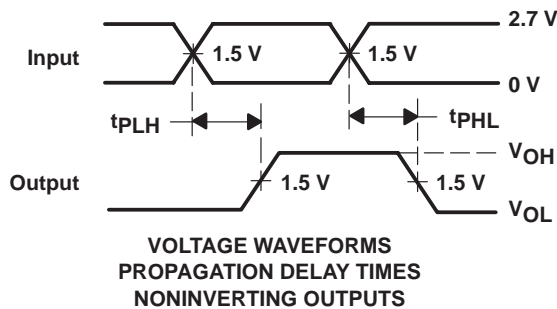 2.7 V
Input
1.5 V
1.5 V
0 V
tPLH
tPHL
VOH
Output
1.5 V
1.5 V
VOL
VOLTAGE WAVEFORMS
PROPAGATION DELAY TIMES
NONINVERTING OUTPUTS